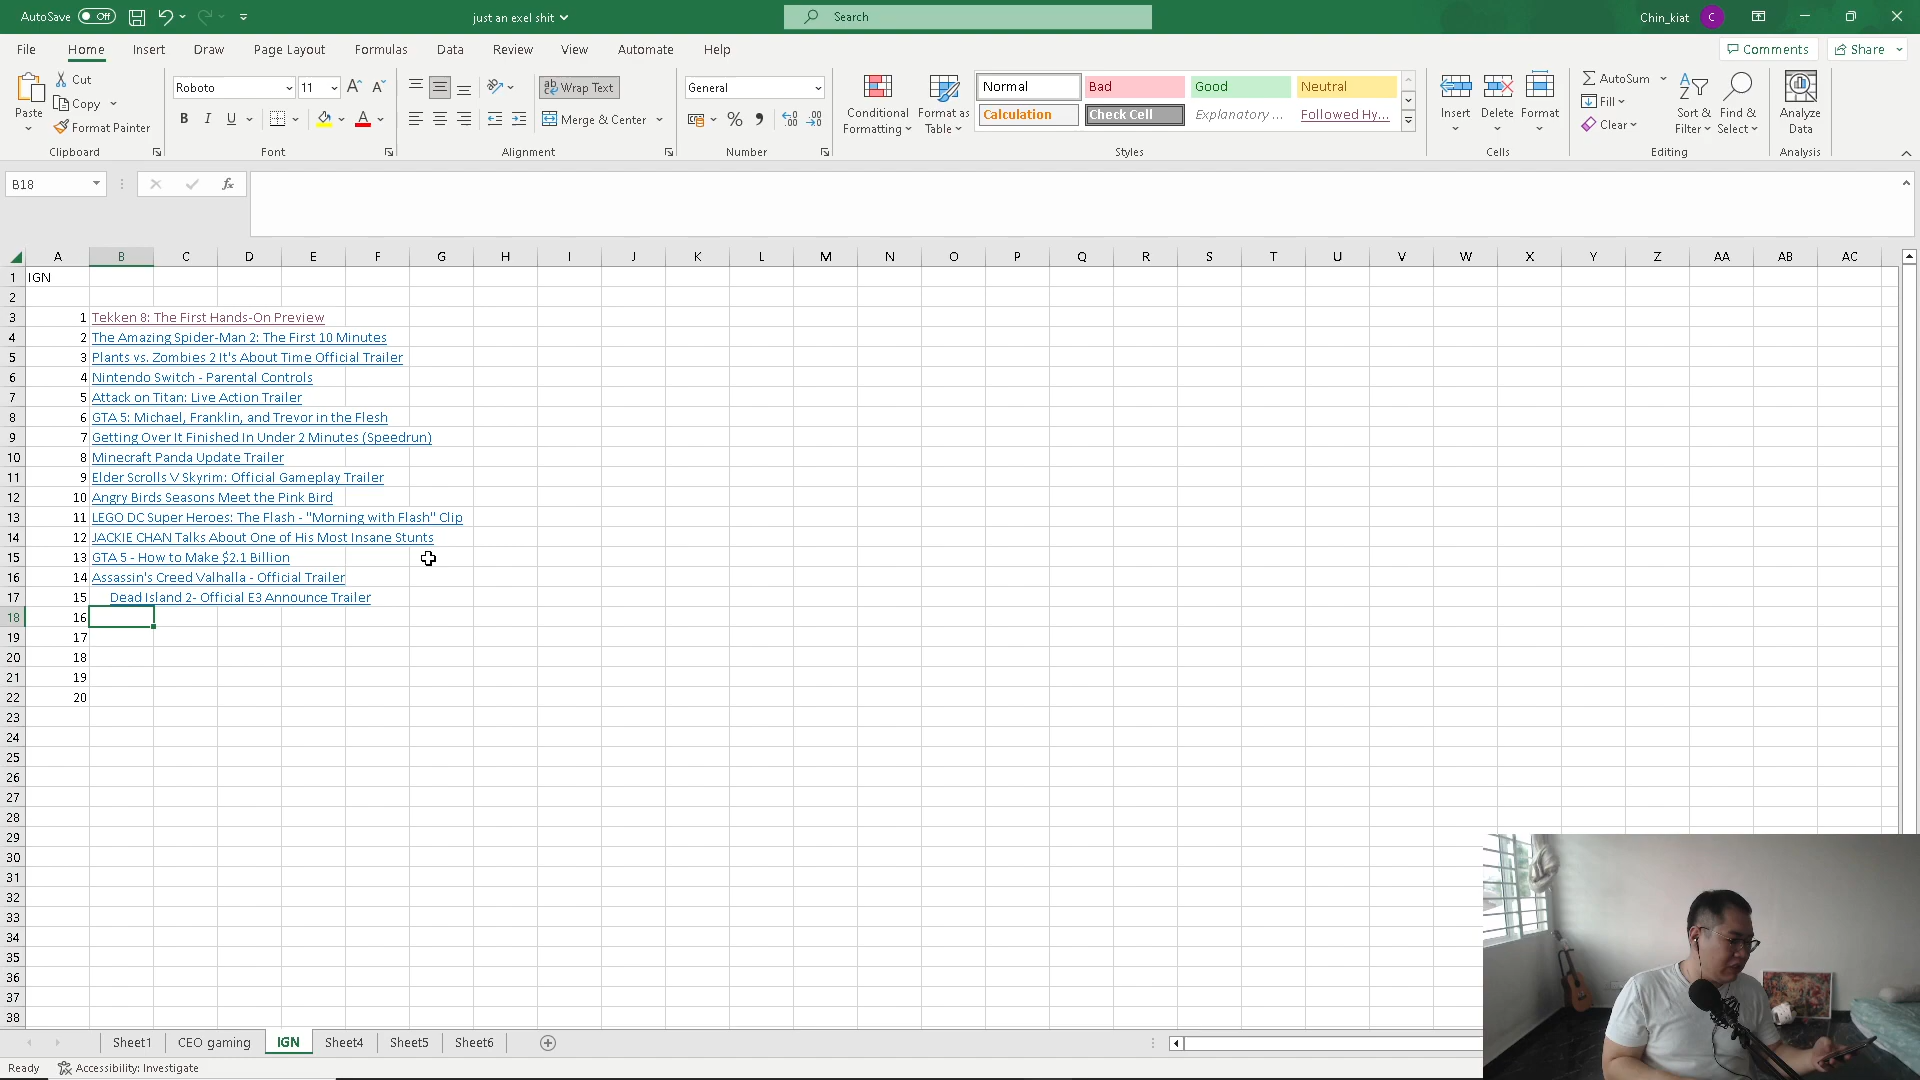 AutoSave Off just an exel shit Search Chin_kiat C
File Home Insert Draw Page Layout Formulas Data Review View Automate Help Comments Share
Cut
Copy
Format Painter
Paste
Clipboard
Roboto 11
B I U
Font
Wrap Text
Merge & Center
Alignment
General
Number
Conditional Formatting
Format as Table
Normal Bad Good Neutral
Calculation Check Cell Explanatory ... Followed Hy...
Styles
Insert Delete Format
Cells
AutoSum
Fill
Clear
Sort & Filter
Find & Select
Editing
Analyze Data
Analysis
B18 fx
A B C D E F G H I J K L M N O P Q R S T U V W X Y Z AA AB AC
1 IGN
2
3 1 Tekken 8: The First Hands-On Preview
4 2 The Amazing Spider-Man 2: The First 10 Minutes
5 3 Plants vs. Zombies 2 It's About Time Official Trailer
6 4 Nintendo Switch - Parental Controls
7 5 Attack on Titan: Live Action Trailer
8 6 GTA 5: Michael, Franklin, and Trevor in the Flesh
9 7 Getting Over It Finished In Under 2 Minutes (Speedrun)
10 8 Minecraft Panda Update Trailer
11 9 Elder Scrolls V Skyrim: Official Gameplay Trailer
12 10 Angry Birds Seasons Meet the Pink Bird
13 11 LEGO DC Super Heroes: The Flash - "Morning with Flash" Clip
14 12 JACKIE CHAN Talks About One of His Most Insane Stunts
15 13 GTA 5 - How to Make $2.1 Billion
16 14 Assassin's Creed Valhalla - Official Trailer
17 15 Dead Island 2- Official E3 Announce Trailer
18 16
19 17
20 18
21 19
22 20
23
24
25
26
27
28
29
30
31
32
33
34
35
36
37
38
Sheet1 CEO gaming IGN Sheet4 Sheet5 Sheet6
Ready Accessibility: Investigate